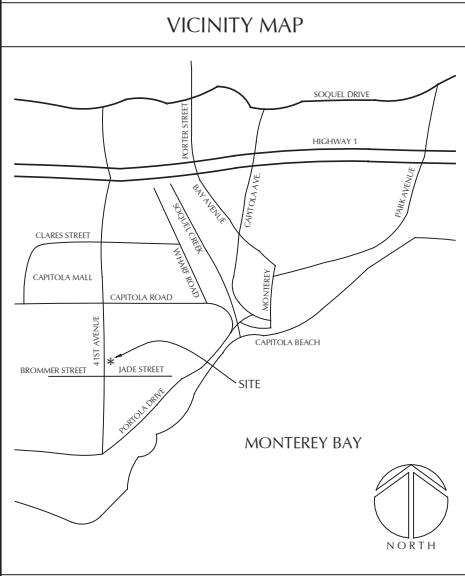 VICINITY MAP
SOQUEL DRIVE
PORTER STREET
HIGHWAY 1
BAY AVENUE
CAPITOLA AVE.
PARK AVENUE
SOQUEL CREEK
CLARES STREET
WHARF ROAD
CAPITOLA MALL
MONTEREY
CAPITOLA ROAD
41ST AVENUE
CAPITOLA BEACH
*
BROMMER STREET
JADE STREET
SITE
PORTOLA DRIVE
MONTEREY BAY
NORTH